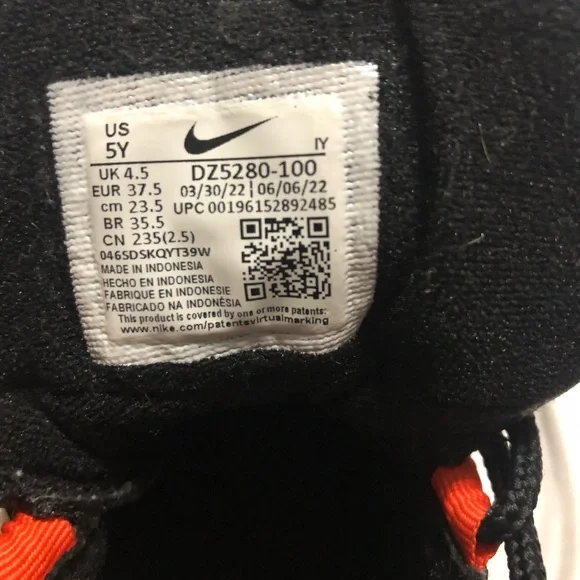 US
5Y
IY
UK 4.5
EUR 37.5
cm 23.5
BR 35.5
CN 235(2.5)
DZ5280-100
03/30/22 | 06/06/22
UPC 00196152892485
046SDSKQYT39W
MADE IN INDONESIA
HECHO EN INDONESIA
FABRIQUE EN INDONESIE
FABRICADO NA INDONÉSIA
This product is covered by one or more patents:
www.nike.com/patentsvirtualmarking